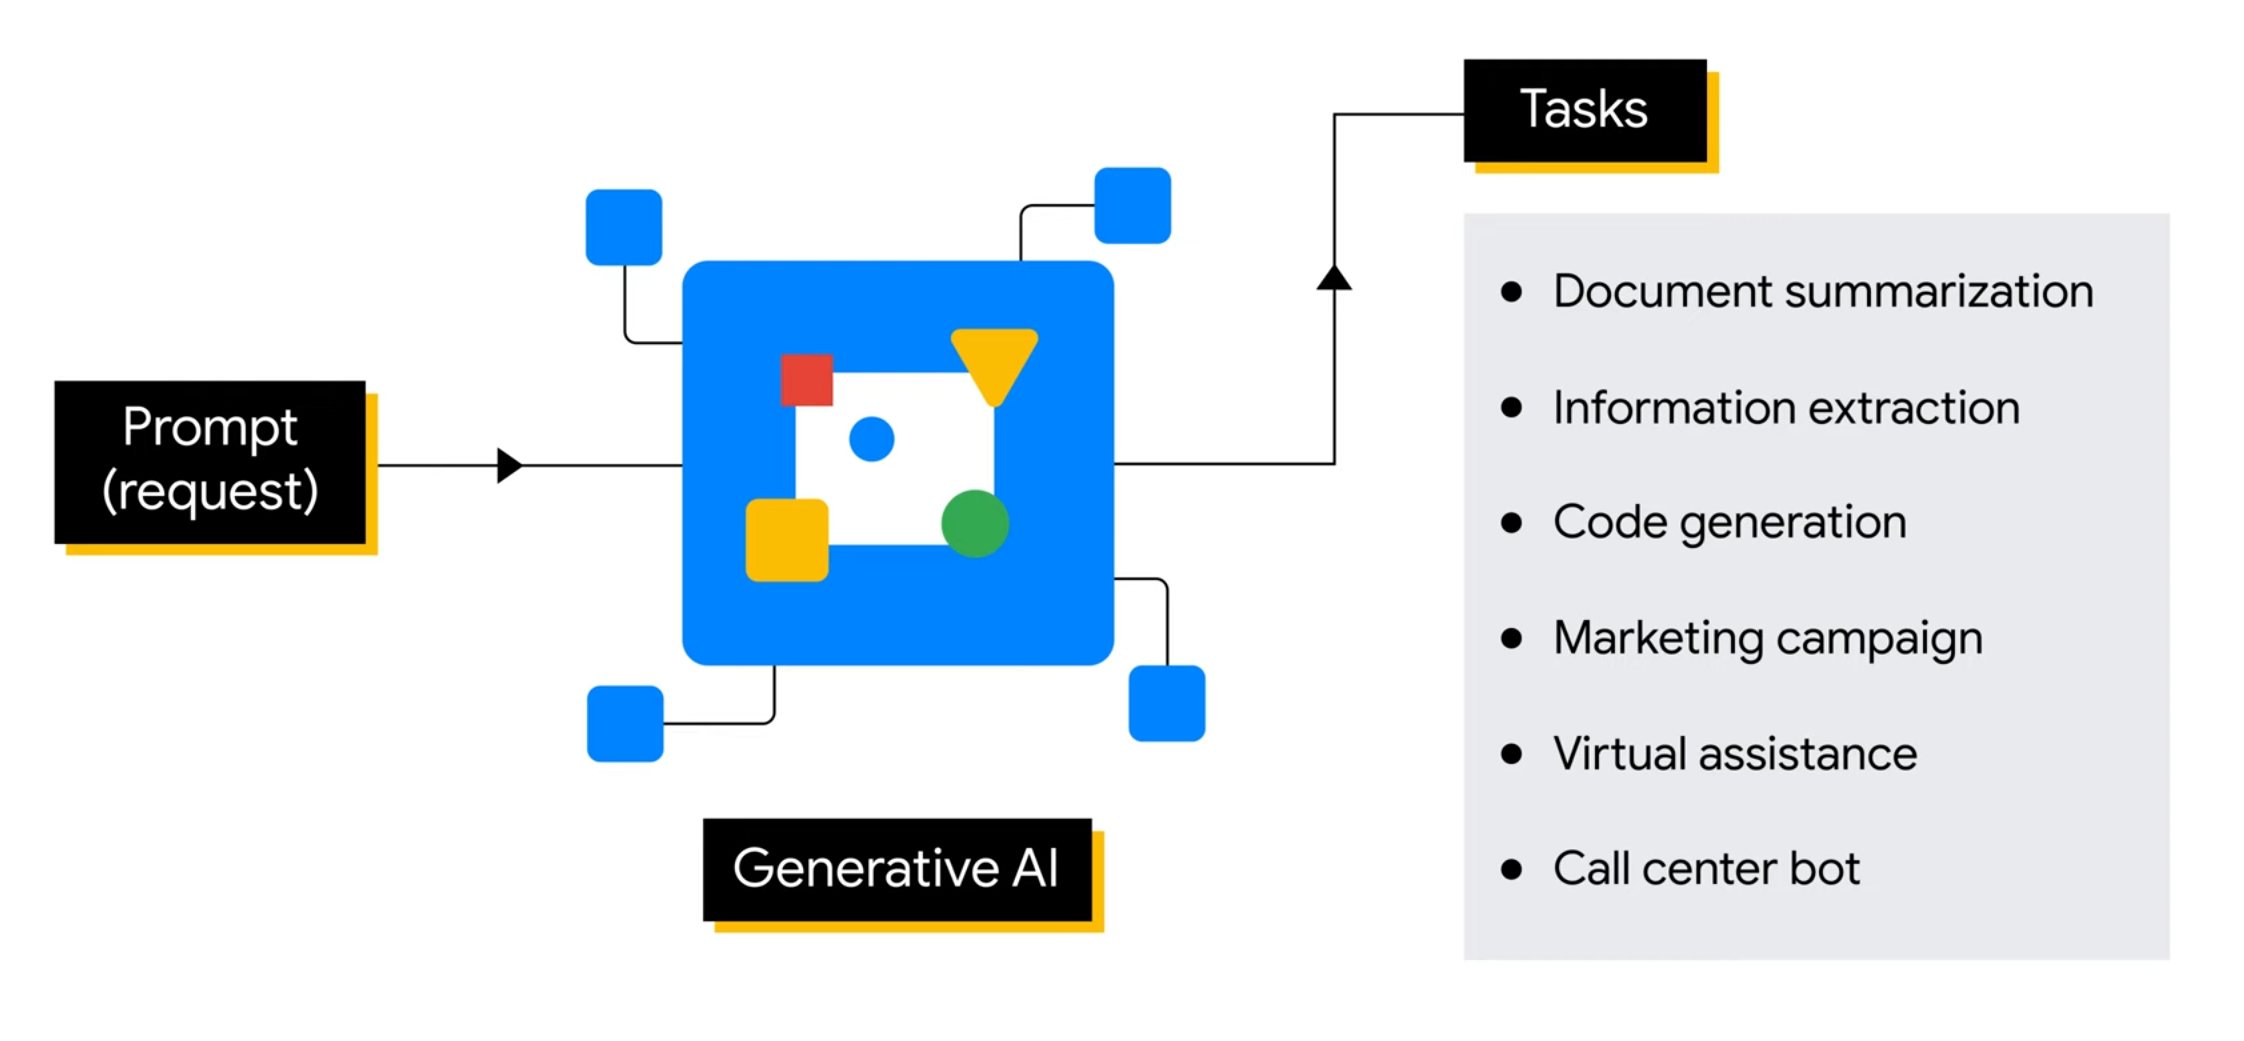 Prompt
(request)
Generative AI
Tasks
Document summarization
Information extraction
Code generation
Marketing campaign
Virtual assistance
Call center bot